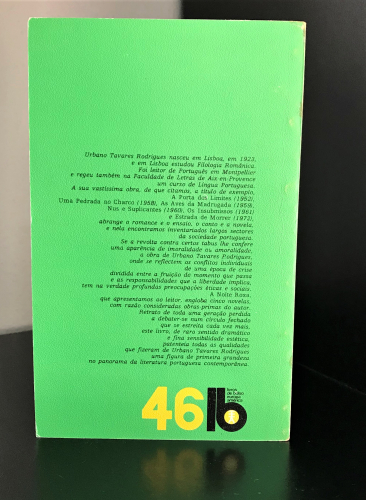 Urbano Tavares Rodrigues nasceu em Lisboa, em 1923,
e em Lisboa estudou Filologia Românica.
Foi leitor de Português em Montpellier
e regeu também na Faculdade de Letras de Aix-en-Provence
um curso de Língua Portuguesa.
A sua vastíssima obra, de que citamos, a título de exemplo,
A Porta dos Limites (1952),
Uma Pedrada no Charco (1958), As Aves da Madrugada (1959),
Nus e Suplicantes (1960), Os Insubmissos (1961)
e Estrada de Morrer (1972),
abrange o romance e o ensaio, o conto e a novela,
e nela encontramos inventariados largos sectores
da sociedade portuguesa.
Se a revolta contra certos tabus lhe confere
uma aparência de imoralidade ou amoralidade,
a obra de Urbano Tavares Rodrigues,
onde se reflectem os conflitos individuais
de uma época de crise
dividida entre a fruição do momento que passa
e as responsabilidades que a liberdade implica,
tem na verdade profundas preocupações éticas e sociais.
A Noite Roxa,
que apresentamos ao leitor, engloba cinco novelas,
com razão consideradas obras-primas do autor.
Retrato de toda uma geração perdida
a debater-se num círculo fechado
que se estreita cada vez mais,
este livro, de raro sentido dramático
e fina sensibilidade estética,
patenteia todas as qualidades
que fizeram de Urbano Tavares Rodrigues
uma figura de primeira grandeza
no panorama da literatura portuguesa contemporânea.
livros
de bolso
europa
américa
46 lb